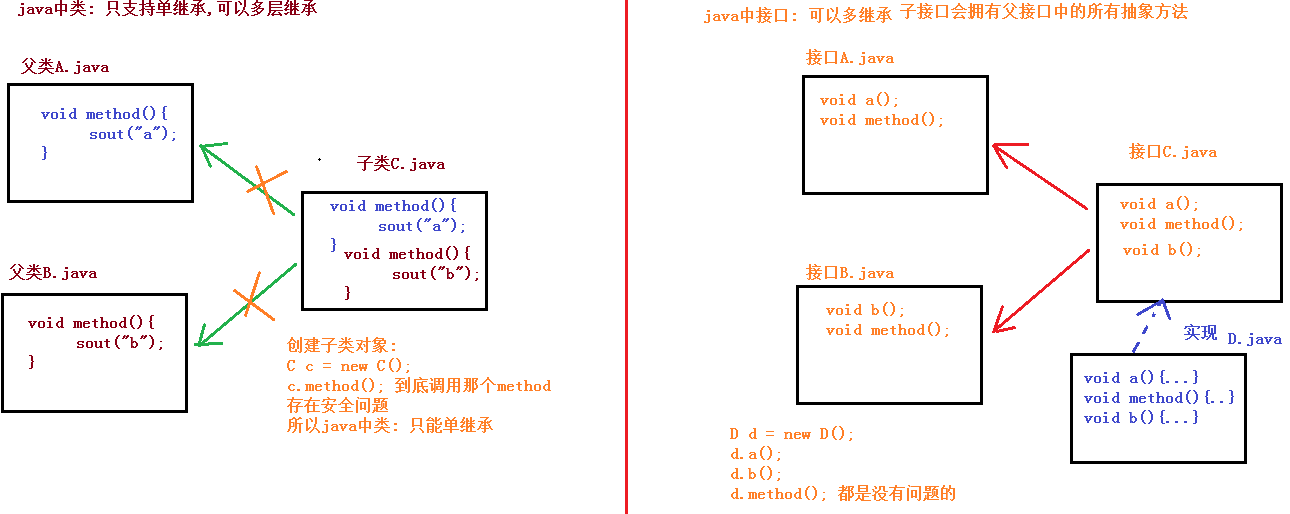 java中类: 只支持单继承,可以多层继承
父类A.java
void method(){
sout("a");
}
子类C.java
void method(){
sout("a");
}
void method(){
sout("b");
}
父类B.java
void method(){
sout("b");
}
创建子类对象:
C c = new C();
c.method(); 到底调用那个method
存在安全问题
所以java中类: 只能单继承
java中接口: 可以多继承 子接口会拥有父接口中的所有抽象方法
接口A.java
void a();
void method();
接口C.java
void a();
void method();
void b();
接口B.java
void b();
void method();
实现 D.java
void a(){...}
void method(){..}
void b(){...}
D d = new D();
d.a();
d.b();
d.method(); 都是没有问题的